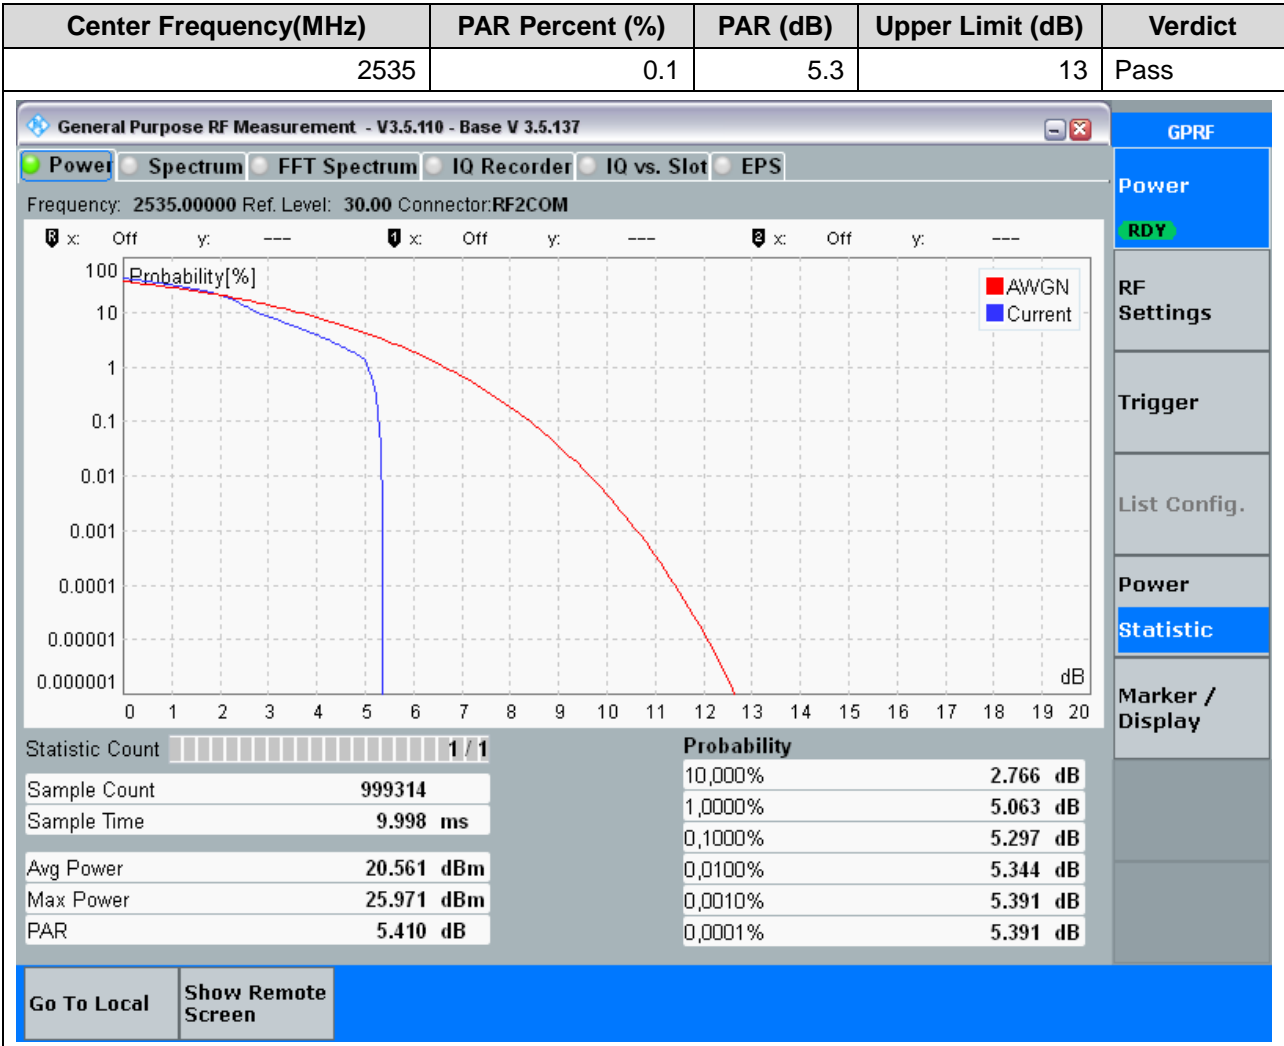 Center Frequency(MHz) PAR Percent (%) PAR (dB) Upper Limit (dB) Verdict
2535 0.1 5.3 13 Pass
General Purpose RF Measurement - V3.5.110 - Base V 3.5.137
GPRF
Power Spectrum FFT Spectrum IQ Recorder IQ vs. Slot EPS
Frequency: 2535.00000 Ref. Level: 30.00 Connector:RF2COM
R x: Off y: --- 1 x: Off y: --- 2 x: Off y: ---
Probability[%]
AWGN
Current
100
10
1
0.1
0.01
0.001
0.0001
0.00001
0.000001
dB
0 1 2 3 4 5 6 7 8 9 10 11 12 13 14 15 16 17 18 19 20
Statistic Count 1 / 1
Sample Count 999314
Sample Time 9.998 ms
Avg Power 20.561 dBm
Max Power 25.971 dBm
PAR 5.410 dB
Probability
10,000% 2.766 dB
1,0000% 5.063 dB
0,1000% 5.297 dB
0,0100% 5.344 dB
0,0010% 5.391 dB
0,0001% 5.391 dB
Power
RDY
RF
Settings
Trigger
List Config.
Power
Statistic
Marker /
Display
Go To Local
Show Remote
Screen